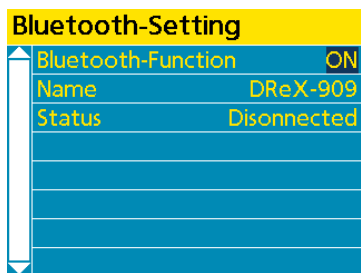 Bluetooth-Setting
Bluetooth-Function ON
Name DReX-909
Status Disonnected